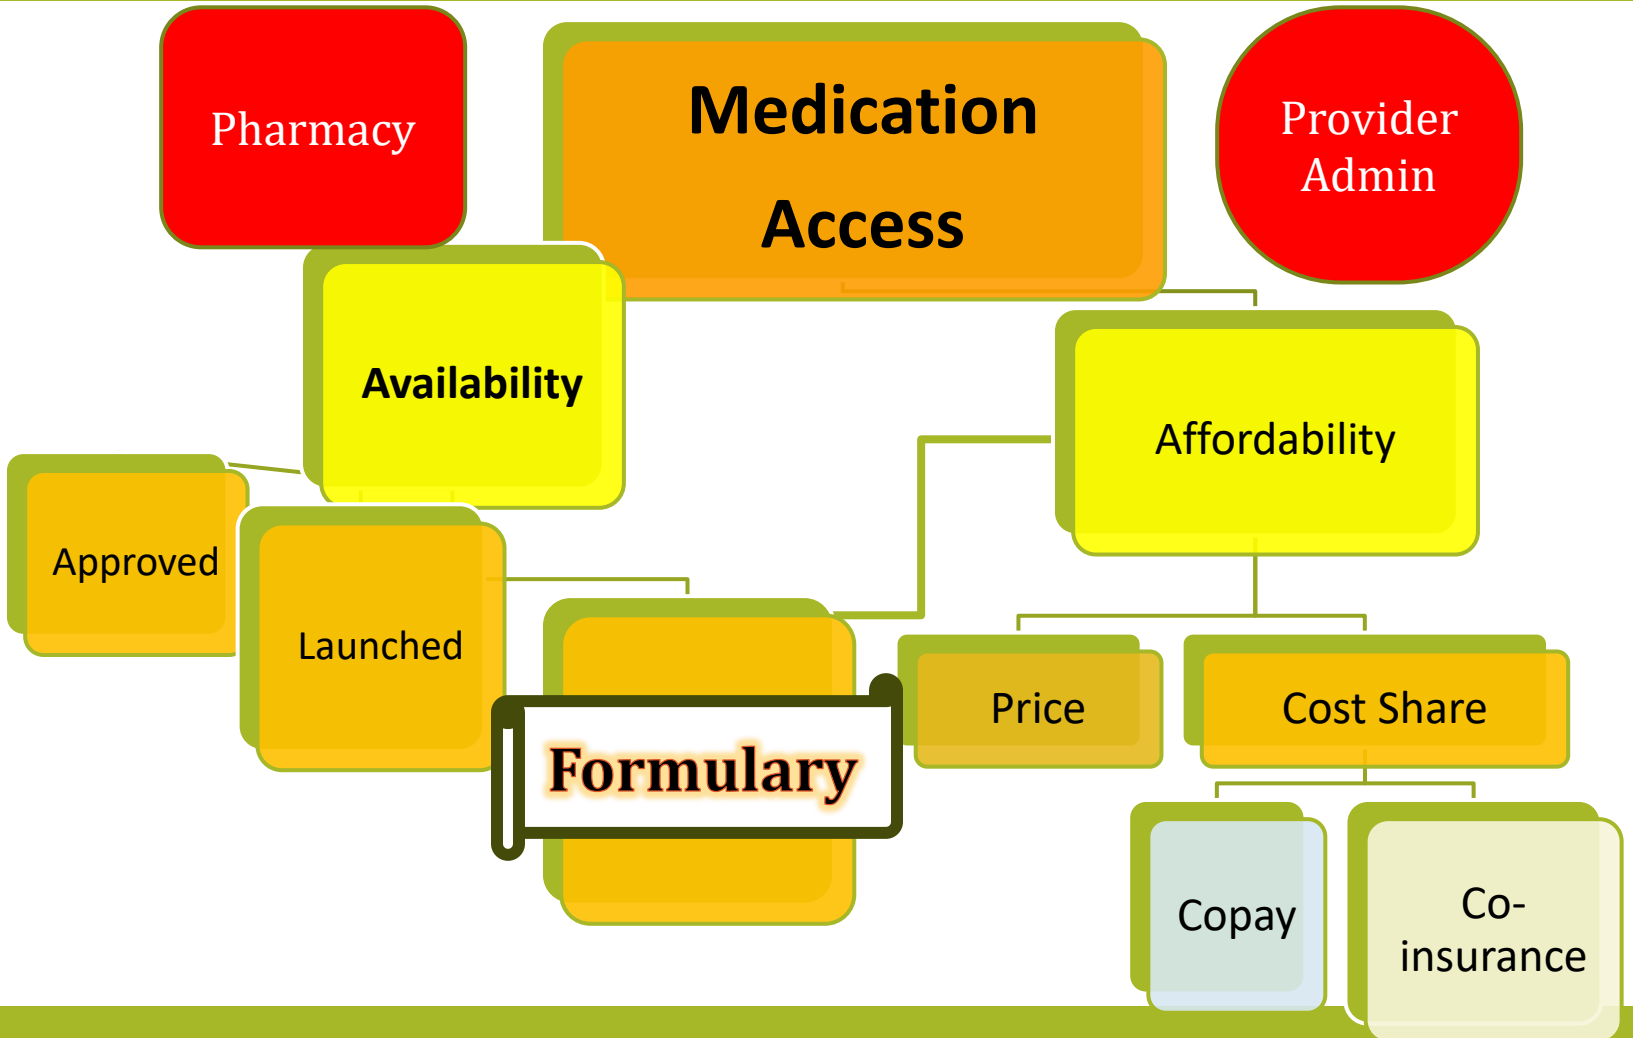 Pharmacy
Medication
Access
Provider
Admin
Availability
Affordability
Approved
Launched
Formulary
Price
Cost Share
Copay
Co-
insurance